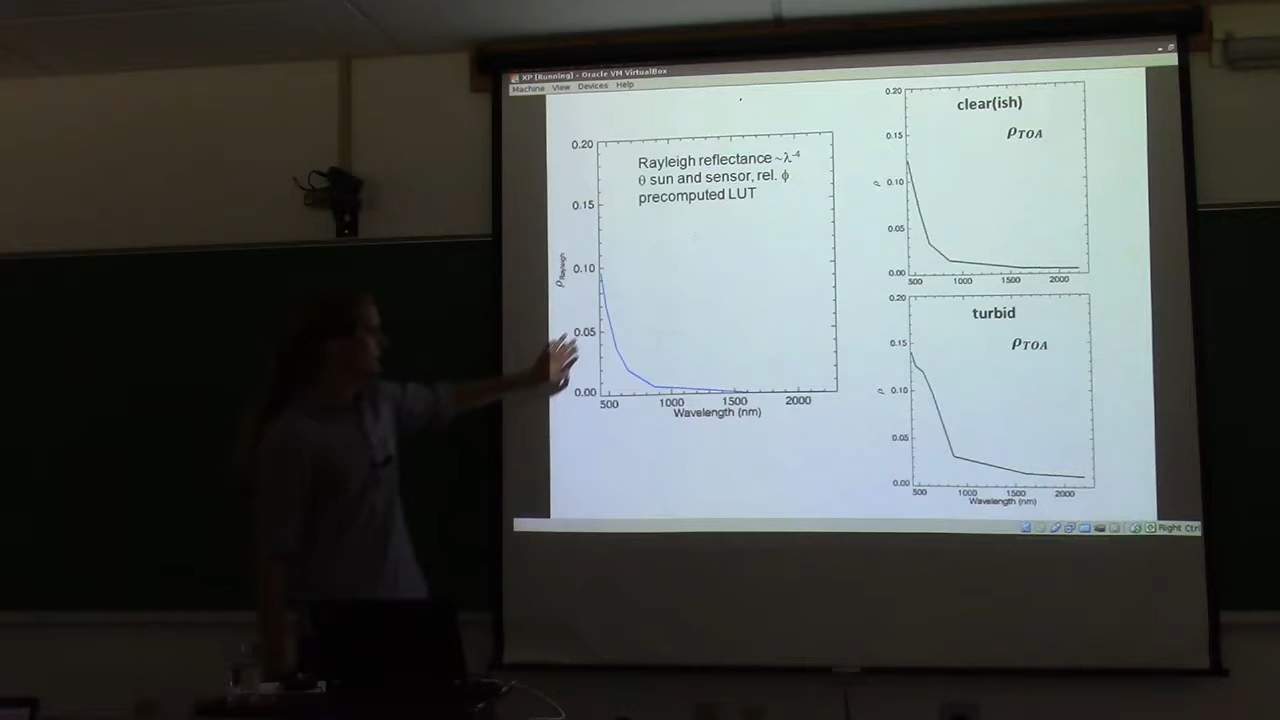 XP [Running] - Oracle VM VirtualBox
Machine View Devices Help
0.20
0.15
0.10
0.05
0.00
ρRayleigh
Rayleigh reflectance ~λ-4
θ sun and sensor, rel. ϕ
precomputed LUT
500 1000 1500 2000
Wavelength (nm)
clear(ish)
ρTOA
0.20
0.15
0.10
0.05
0.00
ρ
500 1000 1500 2000
turbid
ρTOA
0.20
0.15
0.10
0.05
0.00
ρ
500 1000 1500 2000
Wavelength (nm)
Right Ctrl